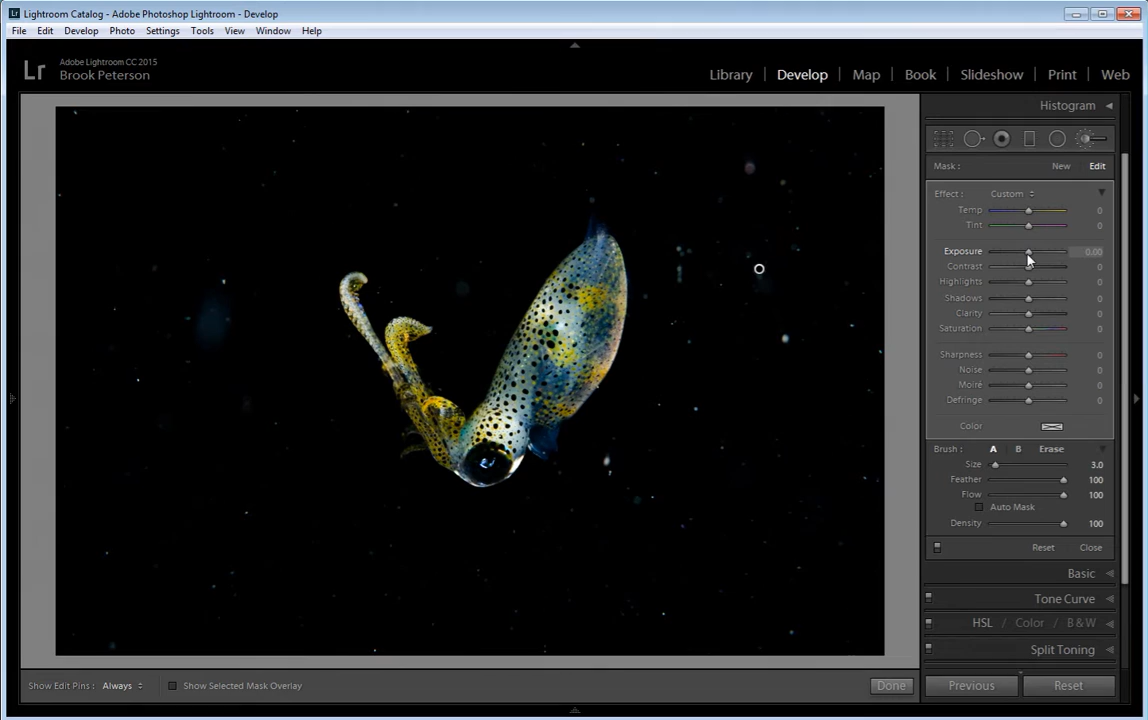 Lr Lightroom Catalog - Adobe Photoshop Lightroom - Develop
File Edit Develop Photo Settings Tools View Window Help
Lr Adobe Lightroom CC 2015
Brook Peterson
Library Develop Map Book Slideshow Print Map Web
Histogram
Mask : New Edit
Effect : Custom
Temp 0
Tint 0
Exposure 0.00
Contrast 0
Highlights 0
Shadows 0
Clarity 0
Saturation 0
Sharpness 0
Noise 0
Moiré 0
Defringe 0
Color
Brush : A B Erase
Size 3.0
Feather 100
Flow 100
Auto Mask
Density 100
Reset Close
Basic
Tone Curve
HSL / Color / B & W
Split Toning
Show Edit Pins : Always Show Selected Mask Overlay Done Previous Reset